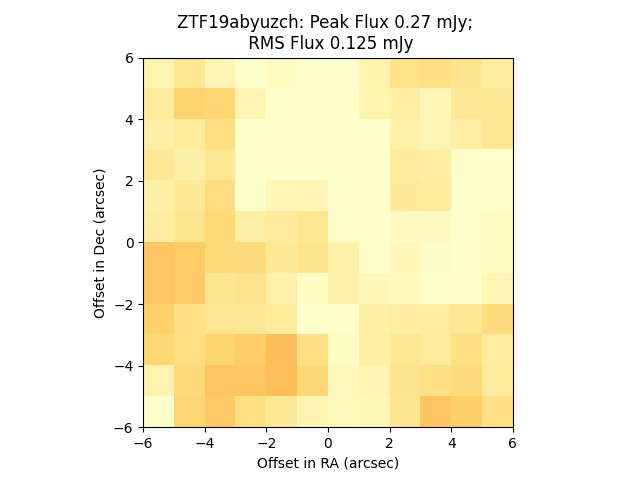 ZTF19abyuzch: Peak Flux 0.27 mJy;
RMS Flux 0.125 mJy
6
4
2
0
−2
−4
−6
Offset in Dec (arcsec)
−6 −4 −2 0 2 4 6
Offset in RA (arcsec)